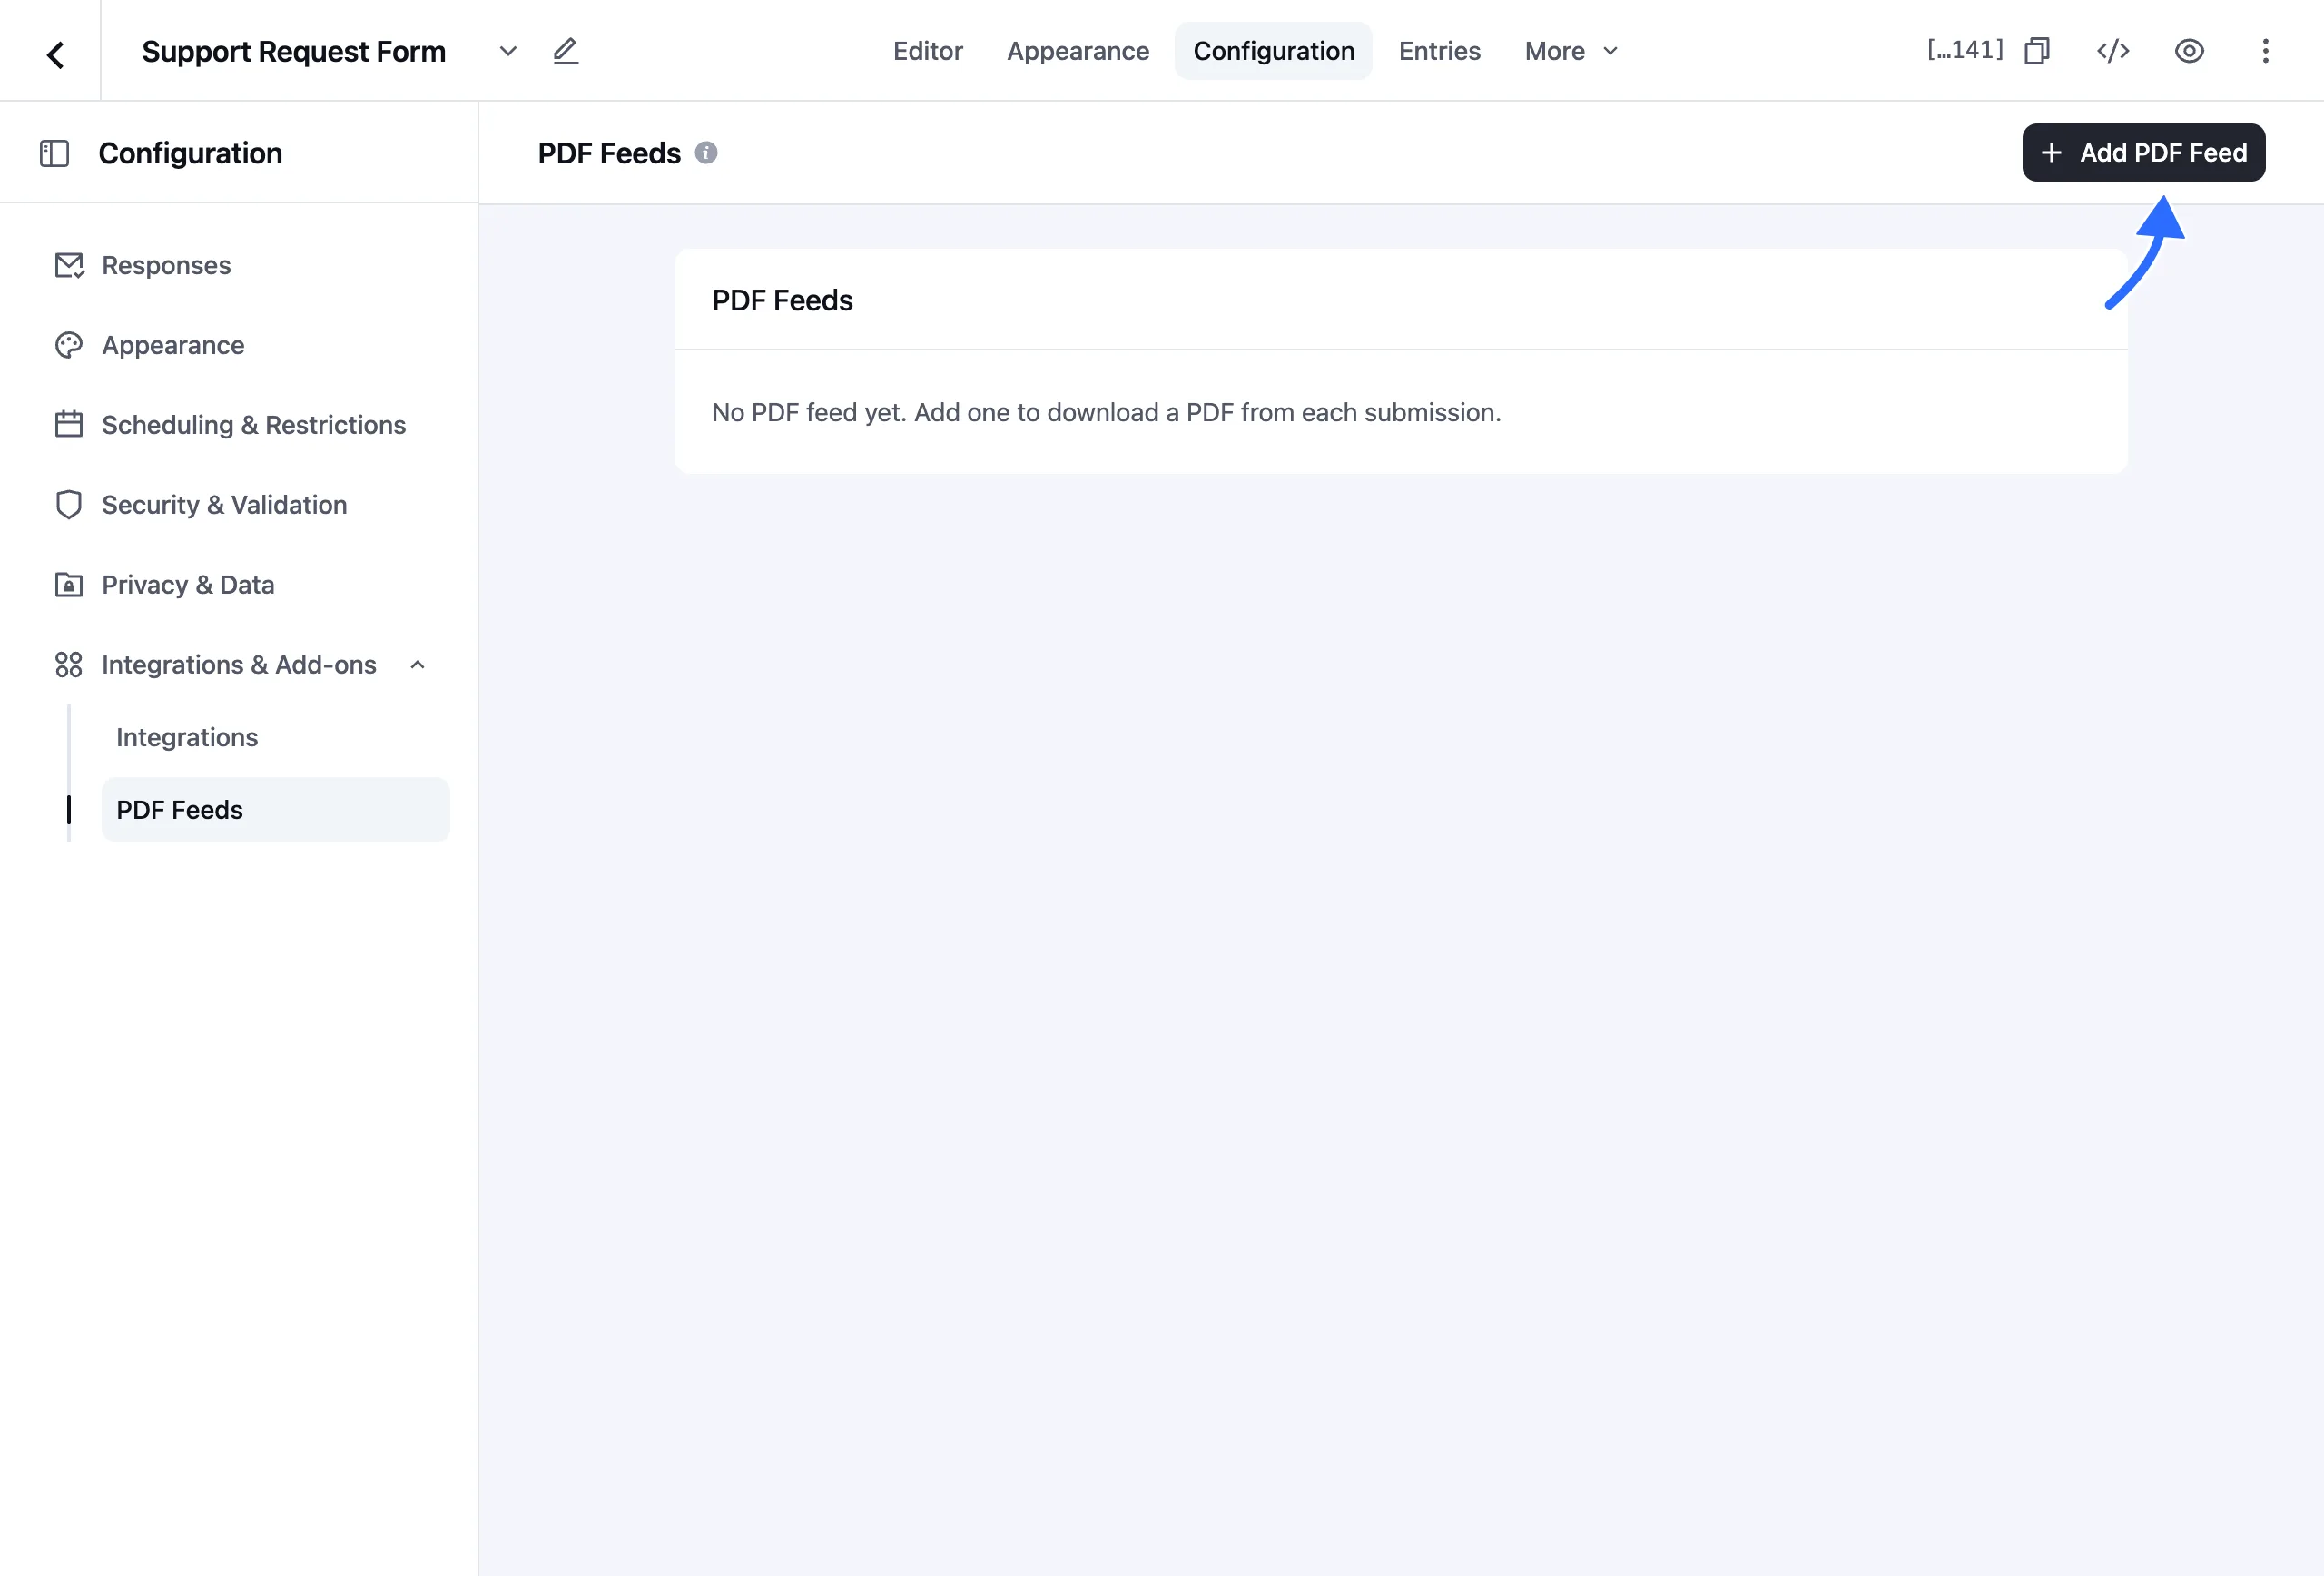 Support Request Form
Editor
Appearance
Configuration
Entries
More
[...141]
Configuration
PDF Feeds
Add PDF Feed
Responses
Appearance
Scheduling & Restrictions
Security & Validation
Privacy & Data
Integrations & Add-ons
Integrations
PDF Feeds
PDF Feeds
No PDF feed yet. Add one to download a PDF from each submission.